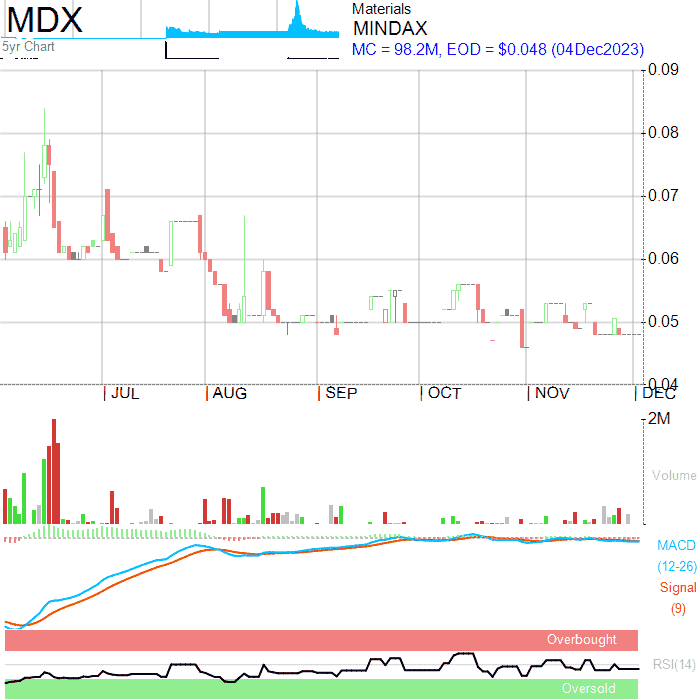 MDX
5yr Chart
Materials
MINDAX
MC = 98.2M, EOD = $0.048 (04Dec2023)
0.09
0.08
0.07
0.06
0.05
0.04
JUL AUG SEP OCT NOV DEC
2M
Volume
MACD
(12-26)
Signal
(9)
Overbought
RSI(14)
Oversold